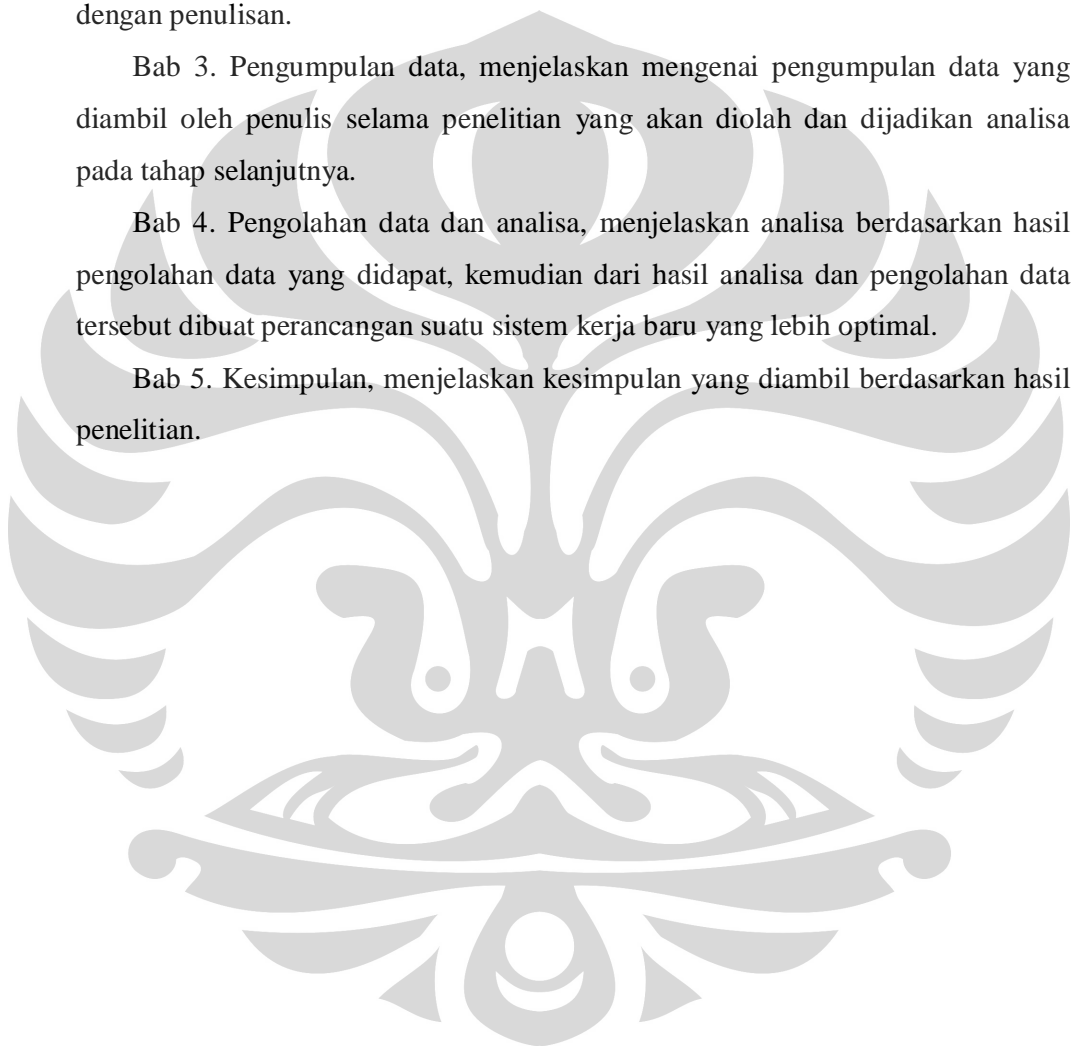 dengan penulisan.
Bab 3. Pengumpulan data, menjelaskan mengenai pengumpulan data yang
diambil oleh penulis selama penelitian yang akan diolah dan dijadikan analisa
pada tahap selanjutnya.
Bab 4. Pengolahan data dan analisa, menjelaskan analisa berdasarkan hasil
pengolahan data yang didapat, kemudian dari hasil analisa dan pengolahan data
tersebut dibuat perancangan suatu sistem kerja baru yang lebih optimal.
Bab 5. Kesimpulan, menjelaskan kesimpulan yang diambil berdasarkan hasil
penelitian.